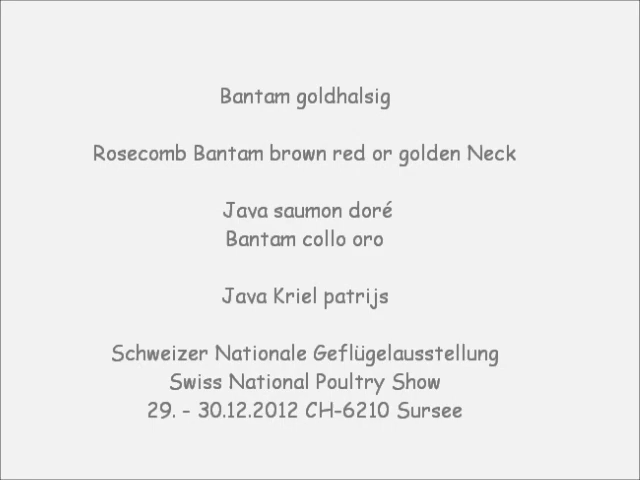 Bantam goldhalsig
Rosecomb Bantam brown red or golden Neck
Java saumon doré
Bantam collo oro
Java Kriel patrijs
Schweizer Nationale Geflügelausstellung
Swiss National Poultry Show
29. - 30.12.2012 CH-6210 Sursee